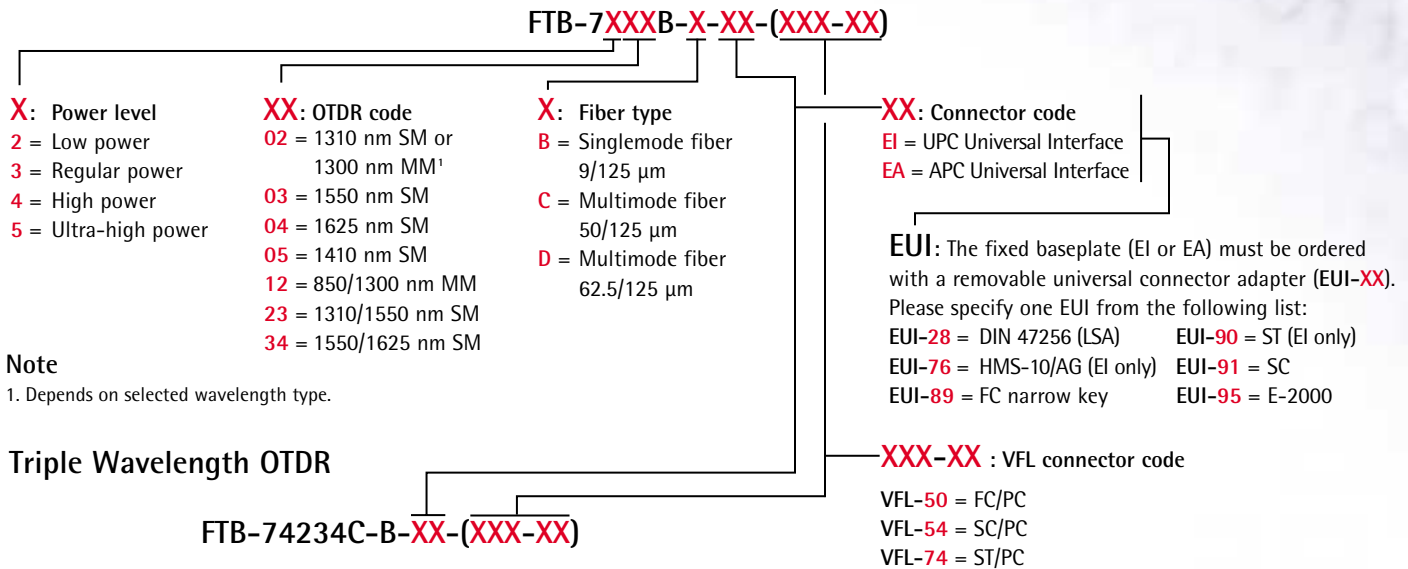 FTB-7XXXB-X-XX-(XXX-XX)
X: Power level
2 = Low power
3 = Regular power
4 = High power
5 = Ultra-high power
XX: OTDR code
02 = 1310 nm SM or
1300 nm MM¹
03 = 1550 nm SM
04 = 1625 nm SM
05 = 1410 nm SM
12 = 850/1300 nm MM
23 = 1310/1550 nm SM
34 = 1550/1625 nm SM
X: Fiber type
B = Singlemode fiber
9/125 µm
C = Multimode fiber
50/125 µm
D = Multimode fiber
62.5/125 µm
XX: Connector code
EI = UPC Universal Interface
EA = APC Universal Interface
EUI: The fixed baseplate (EI or EA) must be ordered
with a removable universal connector adapter (EUI-XX).
Please specify one EUI from the following list:
EUI-28 = DIN 47256 (LSA)
EUI-76 = HMS-10/AG (EI only)
EUI-89 = FC narrow key
EUI-90 = ST (EI only)
EUI-91 = SC
EUI-95 = E-2000
Note
1. Depends on selected wavelength type.
Triple Wavelength OTDR
FTB-74234C-B-XX-(XXX-XX)
XXX-XX : VFL connector code
VFL-50 = FC/PC
VFL-54 = SC/PC
VFL-74 = ST/PC